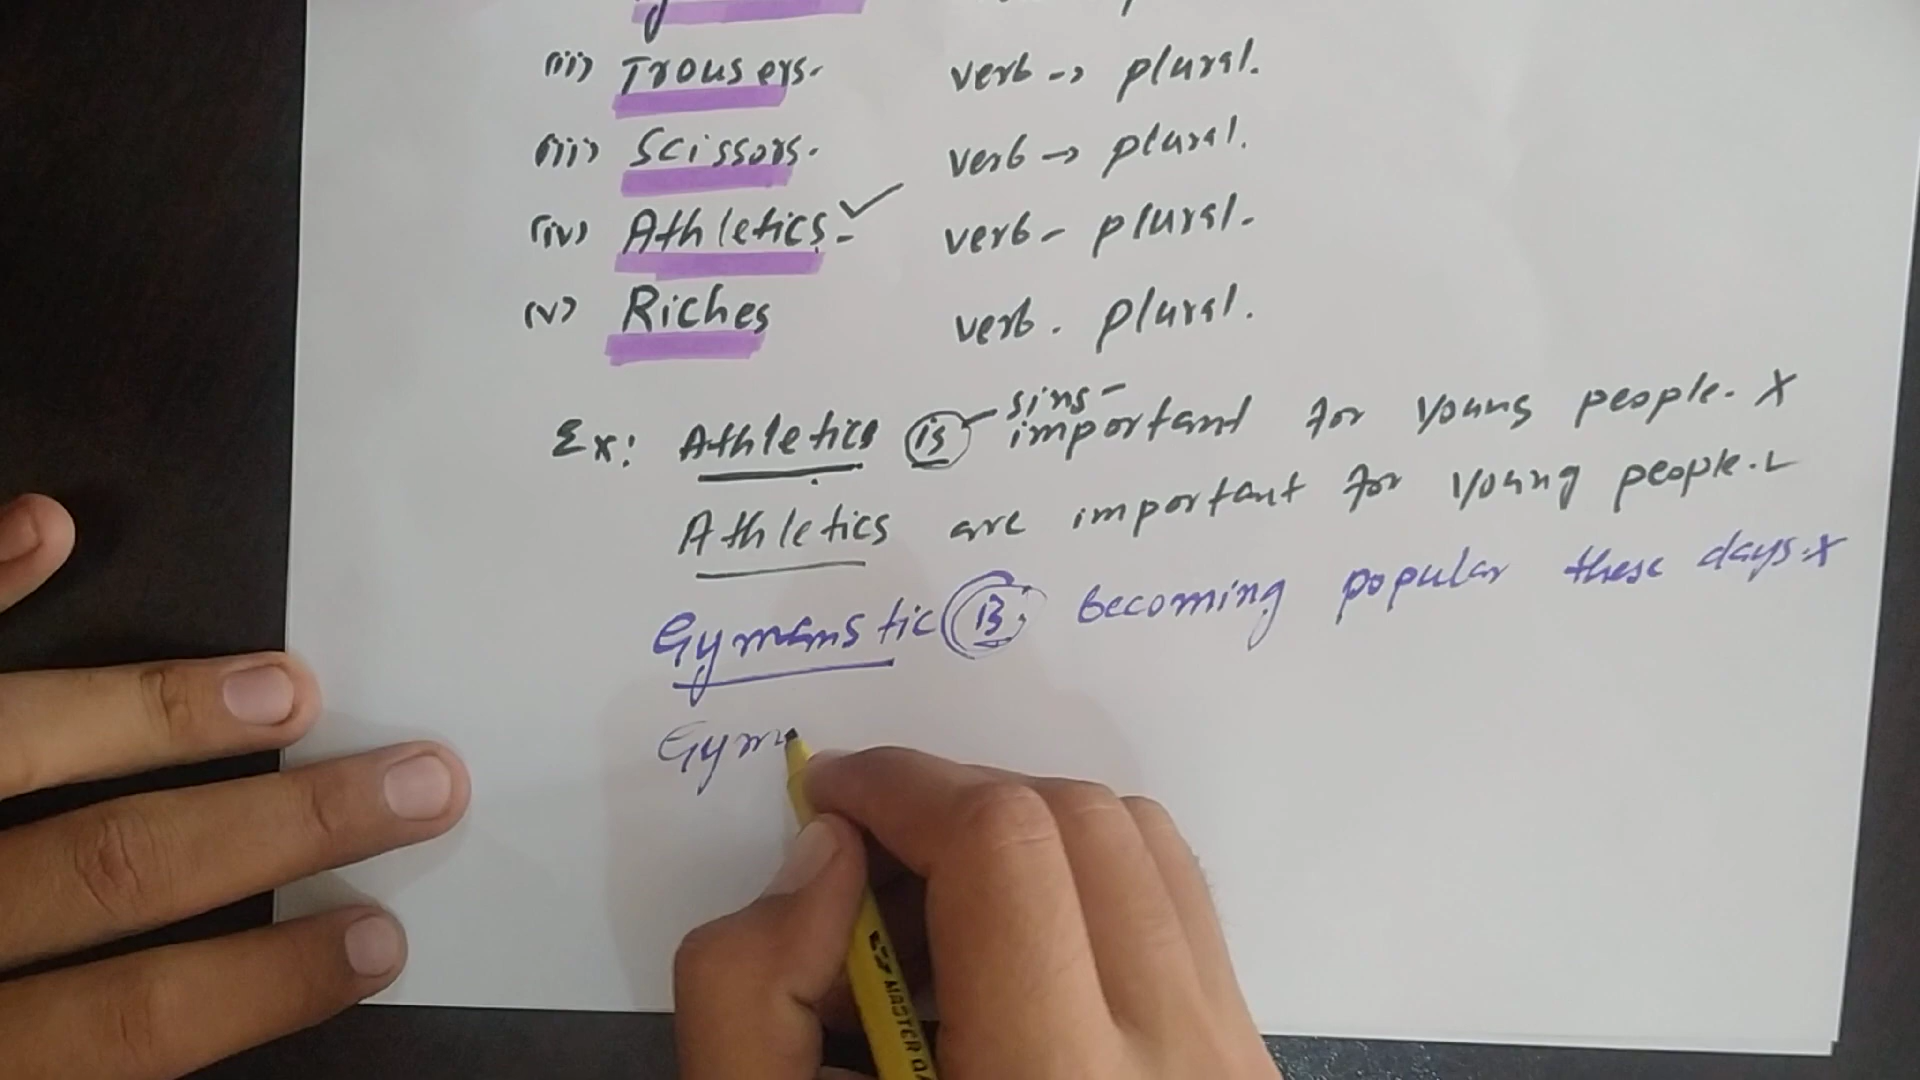 (ii) Trousers. verb -> plural.
(iii) Scissors. verb → plural.
(iv) Athletics. ✓ verb - plural.
(v) Riches verb. plural.
sing-
Ex: Athletics is important for young people. X
Athletics are important for young people. ✓
Gymanstic is becoming popular these days. X
Gym
MASTER